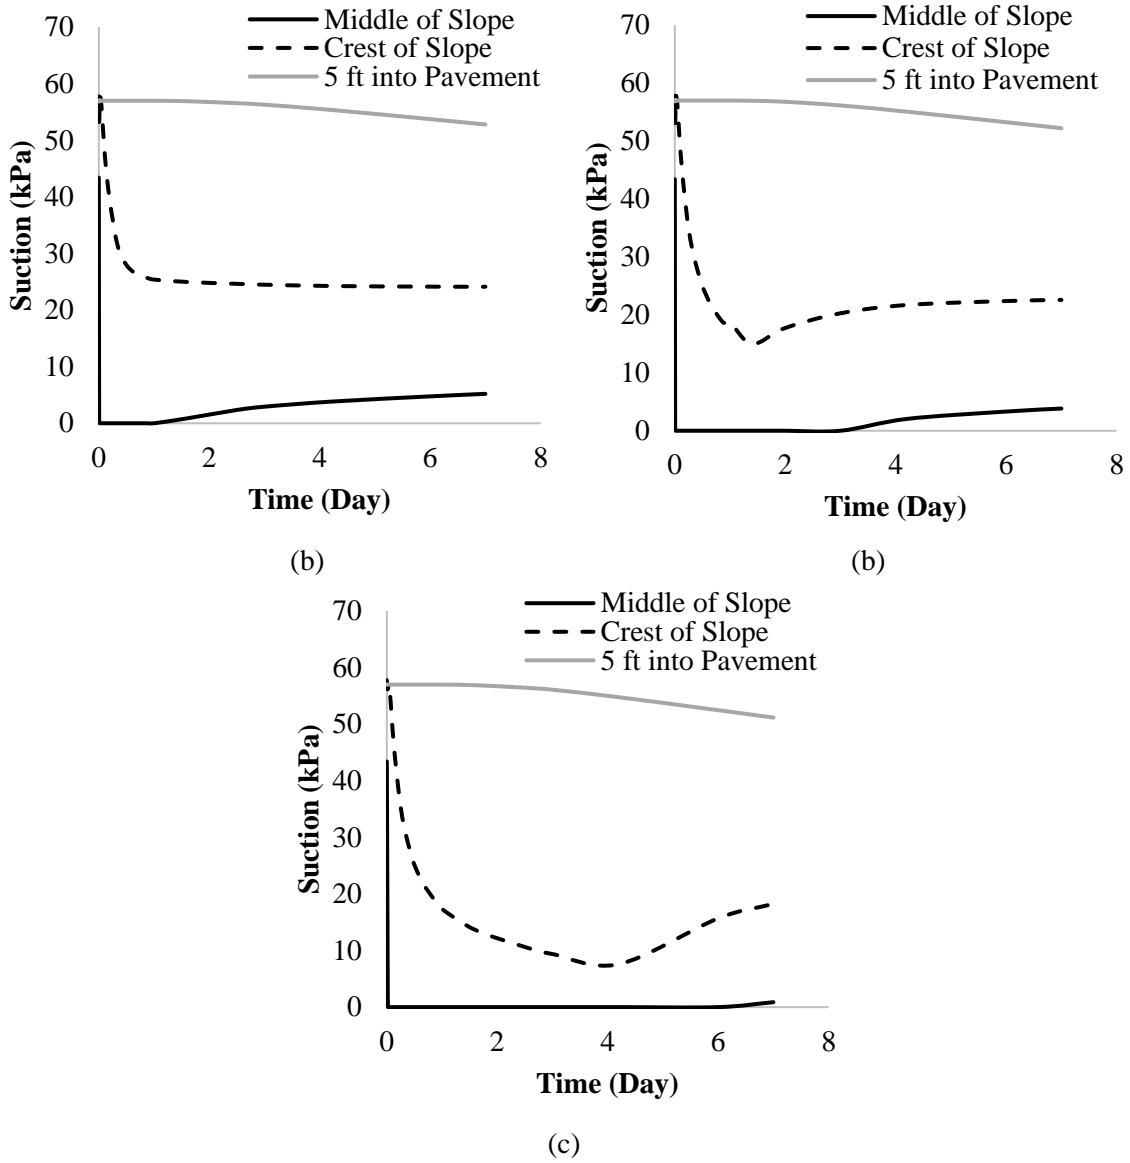 Middle of Slope
Crest of Slope
5 ft into Pavement
70
60
50
40
30
20
10
0
Suction (kPa)
0 2 4 6 8
Time (Day)
(b)
Middle of Slope
Crest of Slope
5 ft into Pavement
70
60
50
40
30
20
10
0
Suction (kPa)
0 2 4 6 8
Time (Day)
(b)
Middle of Slope
Crest of Slope
5 ft into Pavement
70
60
50
40
30
20
10
0
Suction (kPa)
0 2 4 6 8
Time (Day)
(c)